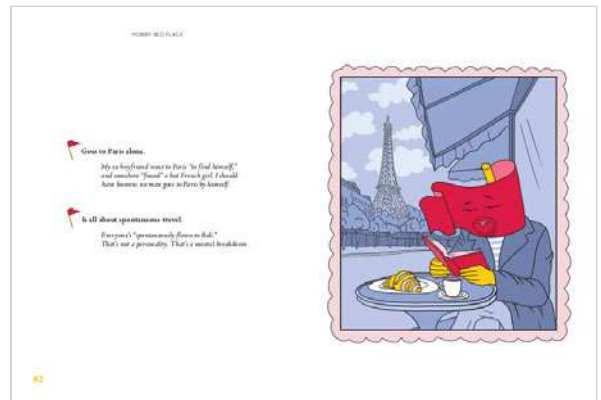 HOBBY RED FLAGS
Goes to Paris alone.
My ex-boyfriend went to Paris "to find himself,"
and somehow "found" a hot French girl. I should
have known: no man goes to Paris by himself.
Is all about spontaneous travel.
Everyone's "spontaneously flown to Bali."
That's not a personality. That's a mental breakdown.
82